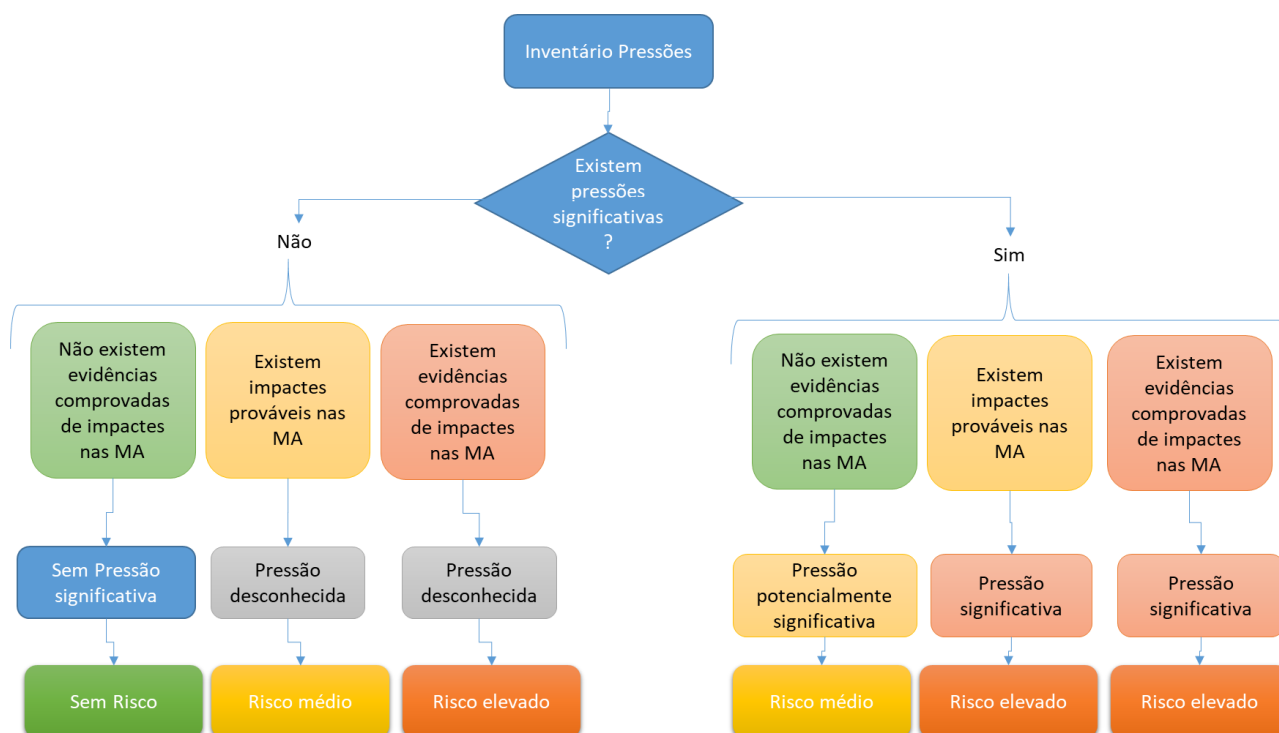 Inventário Pressões
Existem
pressões
significativas
?
Não
Sim
Não existem
evidências
comprovadas
de impactes
nas MA
Existem
impactes
prováveis nas
MA
Existem
evidências
comprovadas
de impactes
nas MA
Não existem
evidências
comprovadas
de impactes
nas MA
Existem
impactes
prováveis nas
MA
Existem
evidências
comprovadas
de impactes
nas MA
Sem Pressão
significativa
Pressão
desconhecida
Pressão
desconhecida
Pressão
potencialmente
significativa
Pressão
significativa
Pressão
significativa
Sem Risco
Risco médio
Risco elevado
Risco médio
Risco elevado
Risco elevado